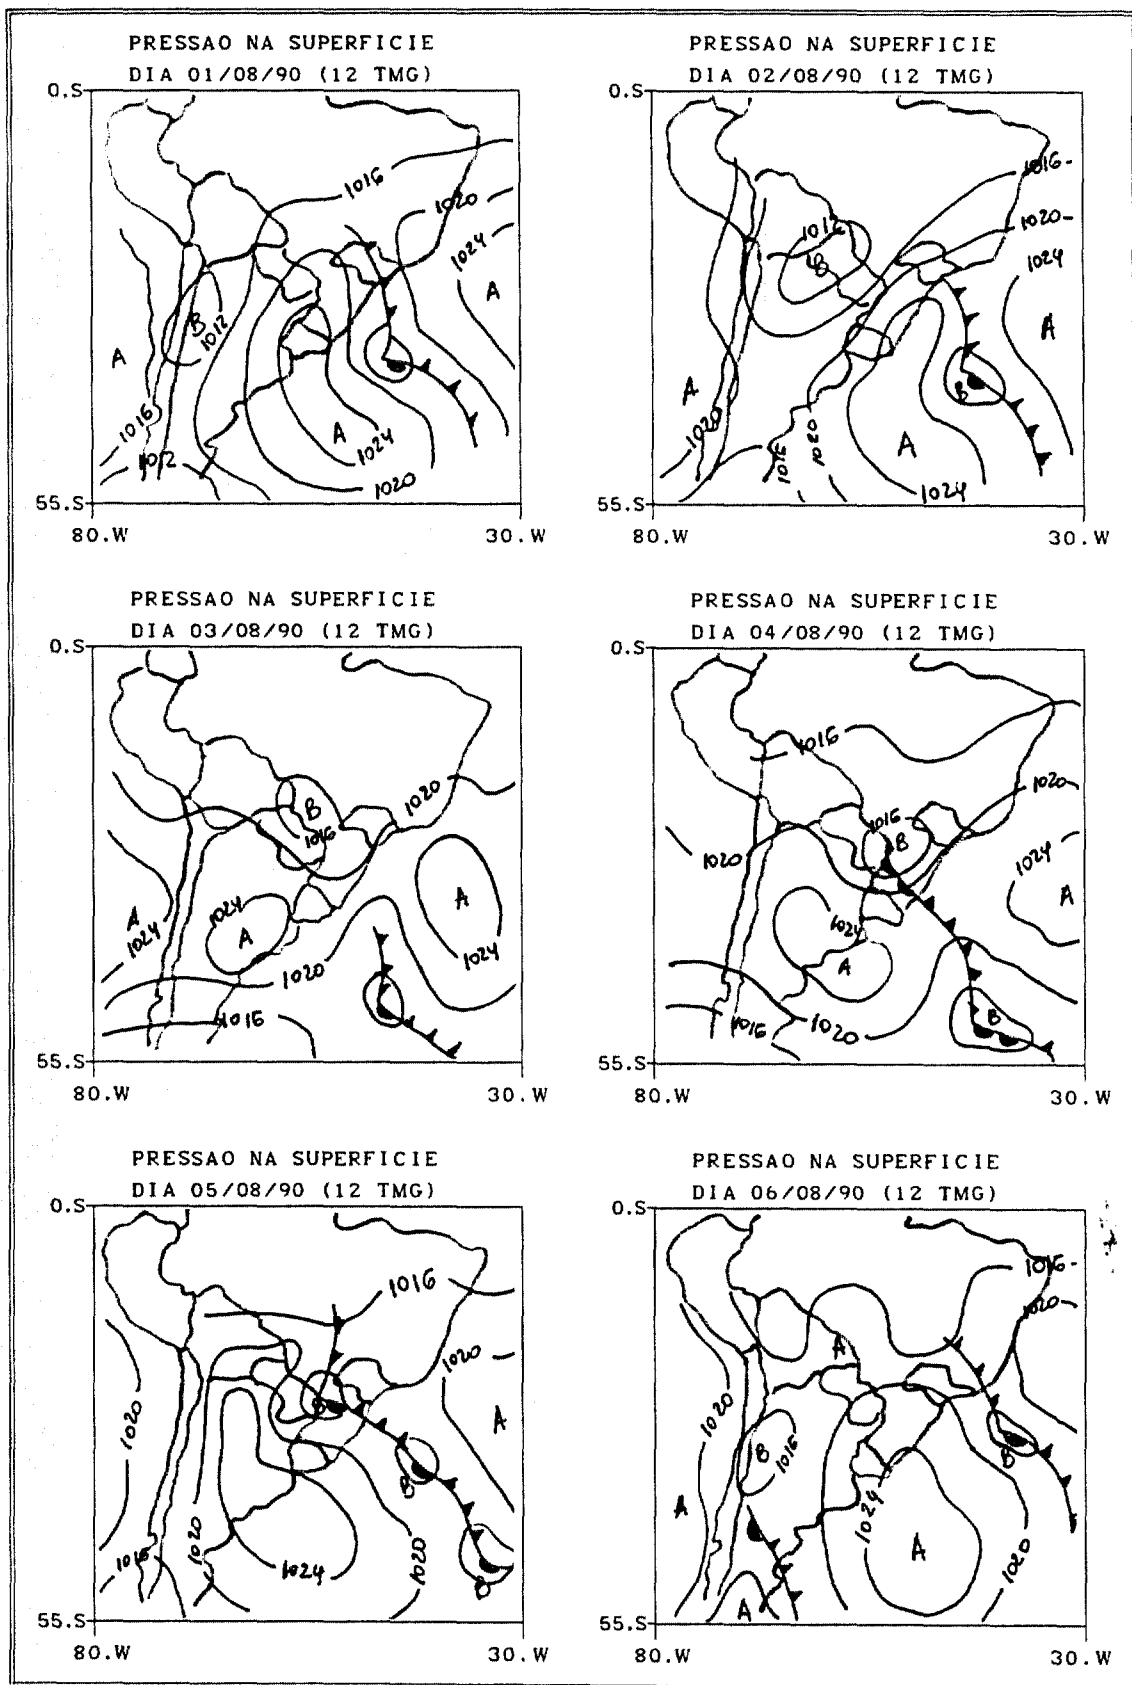 PRESSAO NA SUPERFICIE
DIA 01/08/90 (12 TMG)
0.S
1016
1020
1024
A
B
1012
A
1016
1012
A
1024
1020
55.S
80.W
30.W
PRESSAO NA SUPERFICIE
DIA 02/08/90 (12 TMG)
0.S
1016
1020
1024
1012
B
A
A
1020
B
A
1016
1020
1024
55.S
80.W
30.W
PRESSAO NA SUPERFICIE
DIA 03/08/90 (12 TMG)
0.S
1020
B
1016
A
1024
1024
A
A
1024
1020
1016
55.S
80.W
30.W
PRESSAO NA SUPERFICIE
DIA 04/08/90 (12 TMG)
0.S
1016
1020
1016
B
1020
1024
A
1024
A
B
1016
1020
55.S
80.W
30.W
PRESSAO NA SUPERFICIE
DIA 05/08/90 (12 TMG)
0.S
1016
1020
1020
B
A
B
1020
1016
1024
1020
B
55.S
80.W
30.W
PRESSAO NA SUPERFICIE
DIA 06/08/90 (12 TMG)
0.S
1016
1020
A
1020
B
1016
B
A
1024
A
1020
A
55.S
80.W
30.W